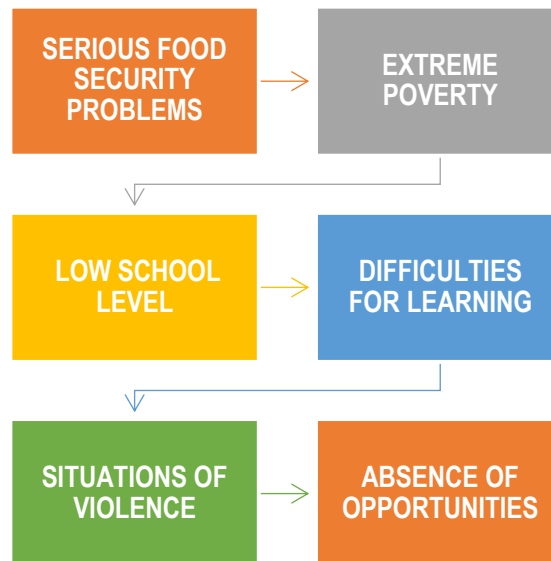 SERIOUS FOOD
SECURITY
PROBLEMS
EXTREME
POVERTY
LOW SCHOOL
LEVEL
DIFFICULTIES
FOR LEARNING
SITUATIONS OF
VIOLENCE
ABSENCE OF
OPPORTUNITIES